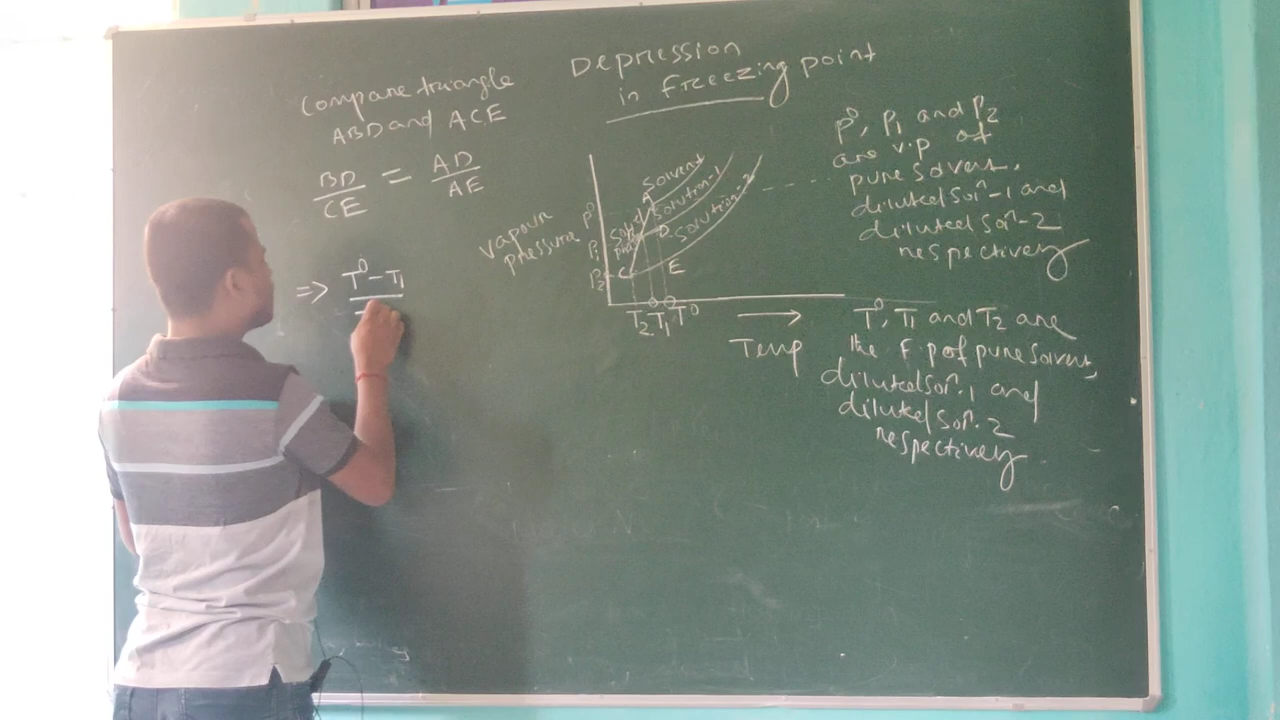 Depression
in Freezing point
Compare triangle
ABD and ACE
BD/CE = AD/AE
=> T⁰-T₁
Vapour
pressure
P⁰
P₁
P₂
Solvent
Solution-1
Solution-2
A
D
C
E
T₂ T₁ T⁰
Temp
P⁰, P₁ and P₂
are v.p of
pure solvent,
diluted solⁿ-1 and
diluted solⁿ-2
respectively
T⁰, T₁ and T₂ are
the F.p of pure solvent,
diluted solⁿ.1 and
diluted solⁿ.2
respectively